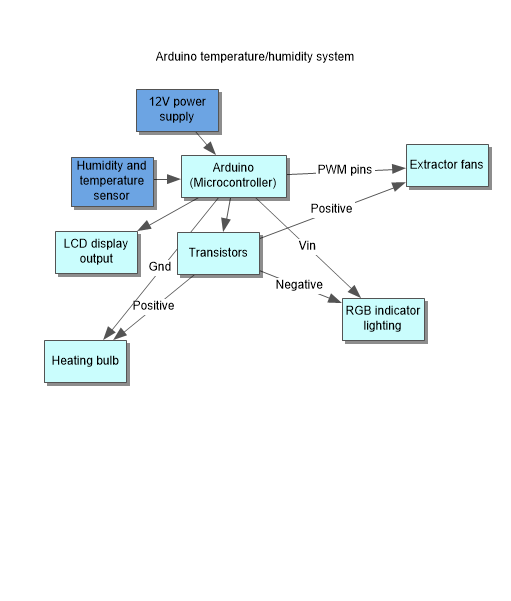 Arduino temperature/humidity system
12V power
supply
Humidity and
temperature
sensor
Arduino
(Microcontroller)
PWM pins
Extractor fans
Positive
LCD display
output
Transistors
Vin
Gnd
Negative
Positive
RGB indicator
lighting
Heating bulb